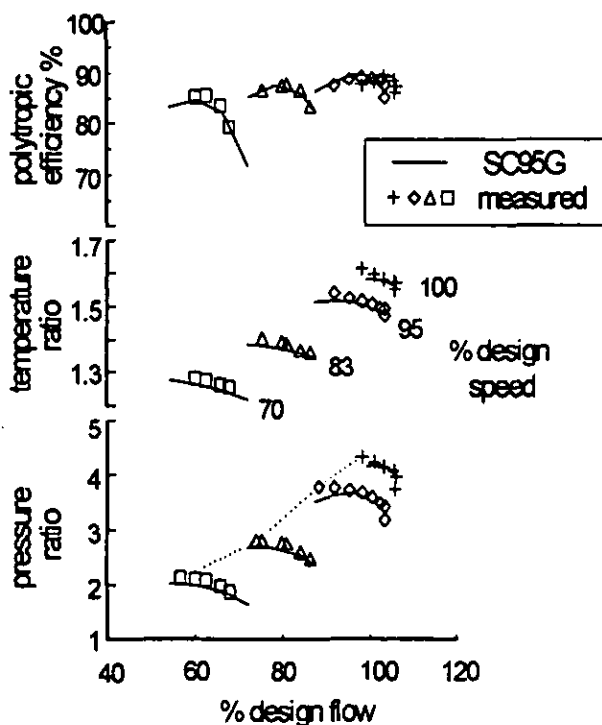 100
90
80
70
polytropic
efficiency %
SC95G
measured
1.7
1.5
1.3
temperature
ratio
100
95
83
70
% design
speed
5
4
3
2
1
pressure
ratio
40
60
80
100
120
% design flow